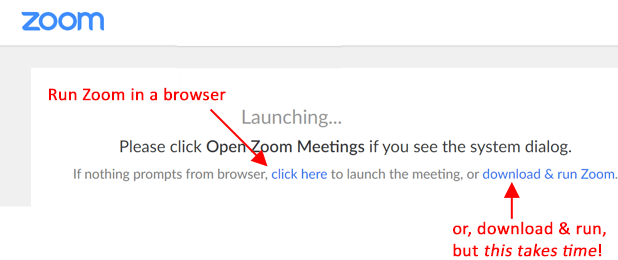 zoom
Run Zoom in a browser
Launching...
Please click Open Zoom Meetings if you see the system dialog.
If nothing prompts from browser, click here to launch the meeting, or download & run Zoom.
or, download & run,
but this takes time!